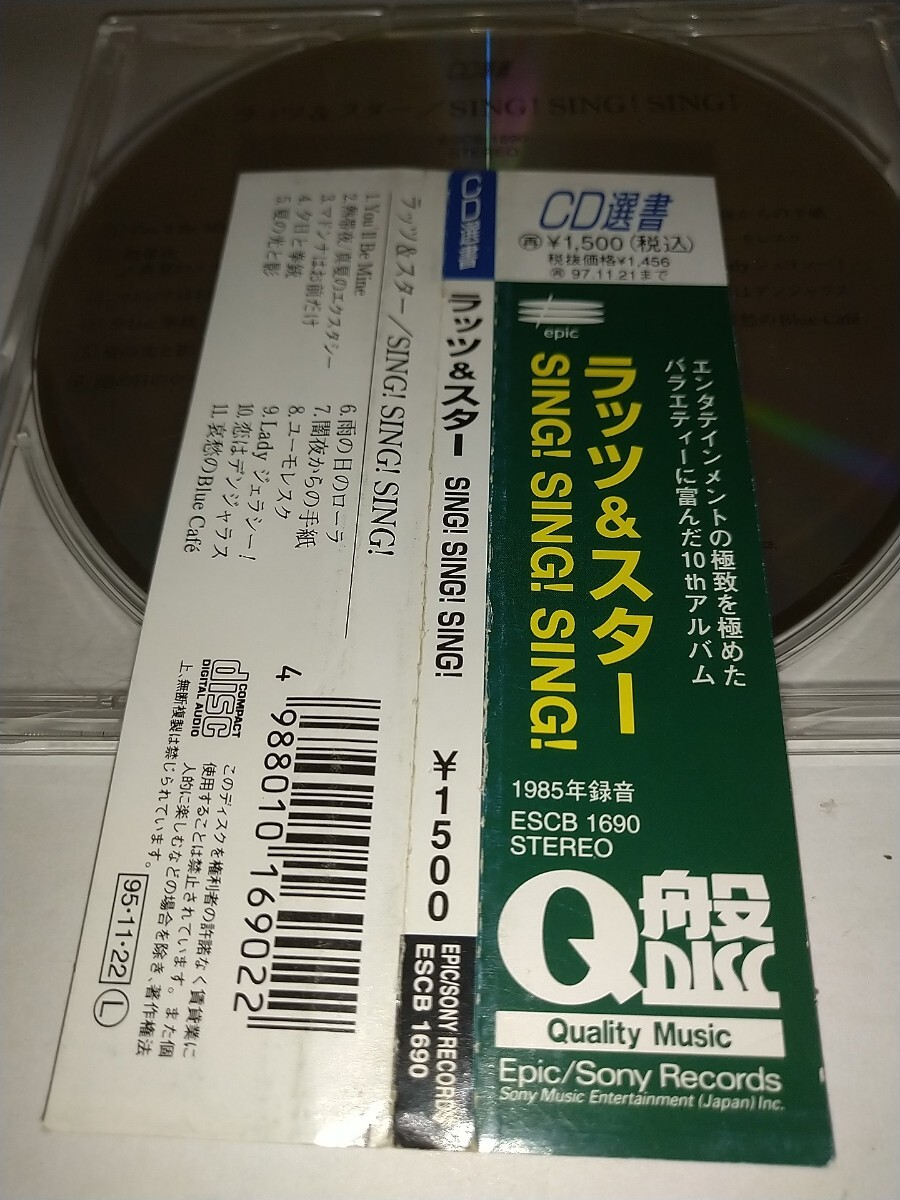 CD選書
再¥1,500(税込)
税抜価格¥1,456
再97.11.21まで
epic
エンタテインメントの極致を極めた
バラエティーに富んだ10thアルバム
ラッツ&スター
SING! SING! SING!
1985年録音
ESCB 1690
STEREO
Q盤
Quality Music
Epic/Sony Records
Sony Music Entertainment (Japan) Inc.
CD選書
ラッツ&スター SING! SING! SING!
¥1500
EPIC/SONY RECORDS
ESCB 1690
ラッツ&スター/SING! SING! SING!
1. You'll Be Mine
2. 熱帯夜/真夏のエクスタシー
3. マドンナはお前だけ
4. 夕日と拳銃
5. 夏の光と影
6. 雨の日のローラ
7. 闇夜からの手紙
8. ユーモレスク
9. Lady ジェラシー!
10. 恋はデンジャラス
11. 哀愁のBlue Café
4 988010 169022
COMPACT
disc
DIGITAL AUDIO
このディスクを権利者の許諾なく賃貸業に
使用することは禁止されています。また個
人的に楽しむなどの場合を除き、著作権法
上、無断複製は禁じられています。
95・11・22 L
SING! SING! SING!